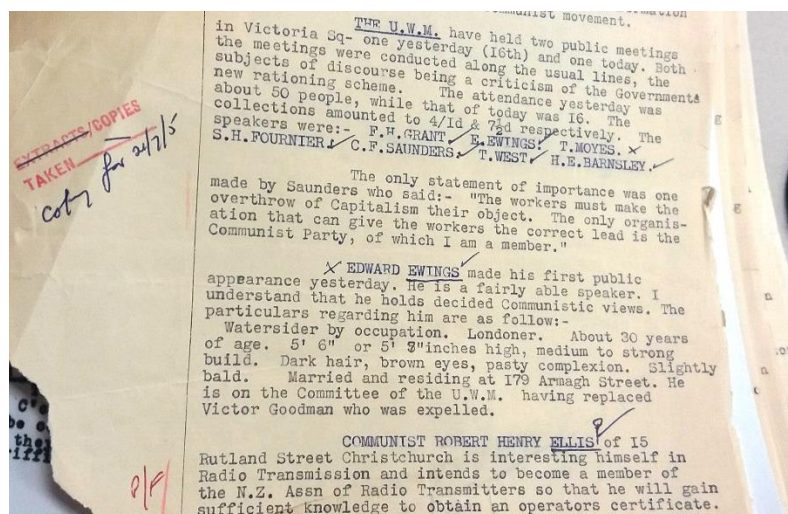 mmunist movement.
THE U.W.M. have held two public meetings
in Victoria Sq- one yesterday (I6th) and one today. Both
the meetings were conducted along the usual lines, the
subjects of discourse being a criticism of the Governments
new rationing scheme. The attendance yesterday was
about 50 people, while that of today was I6. The
collections amounted to 4/Id & 7½d respectively. The
speakers were:- F.W.GRANT E.EWINGS. T.MOYES.
S.H.FOURNIER. C.F.SAUNDERS. T.WEST. H.E.BARNSLEY.
EXTRACTS/COPIES
TAKEN
The only statement of importance was one
made by Saunders who said:- "The workers must make the
overthrow of Capitalism their object. The only organis-
ation that can give the workers the correct lead is the
Communist Party, of which I am a member."
X EDWARD EWINGS made his first public
appearance yesterday. He is a fairly able speaker. I
understand that he holds decided Communistic views. The
particulars regarding him are as follow:-
Watersider by occupation. Londoner. About 30 years
of age. 5' 6" or 5' 8"inches high, medium to strong
build. Dark hair, brown eyes, pasty complexion. Slightly
bald. Married and residing at I79 Armagh Street. He
is on the Committee of the U.W.M. having replaced
Victor Goodman who was expelled.
COMMUNIST ROBERT HENRY ELLIS of I5
Rutland Street Christchurch is interesting himself in
Radio Transmission and intends to become a member of
the N.Z. Assn of Radio Transmitters so that he will gain
sufficient knowledge to obtain an operators certificate.
P/F